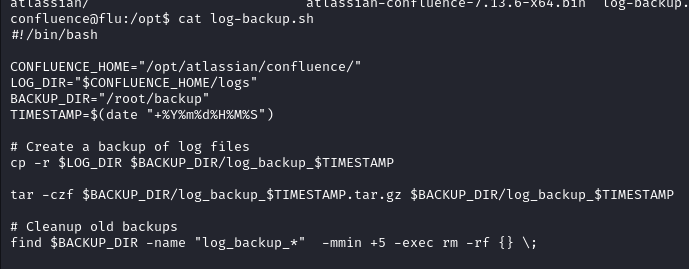 atlassian/ atlassian-confluence-7.13.6-x64.bin log-backup.
confluence@flu:/opt$ cat log-backup.sh
#!/bin/bash
CONFLUENCE_HOME="/opt/atlassian/confluence/"
LOG_DIR="$CONFLUENCE_HOME/logs"
BACKUP_DIR="/root/backup"
TIMESTAMP=$(date "+%Y%m%d%H%M%S")
# Create a backup of log files
cp -r $LOG_DIR $BACKUP_DIR/log_backup_$TIMESTAMP
tar -czf $BACKUP_DIR/log_backup_$TIMESTAMP.tar.gz $BACKUP_DIR/log_backup_$TIMESTAMP
# Cleanup old backups
find $BACKUP_DIR -name "log_backup_*"  -mmin +5 -exec rm -rf {} \;